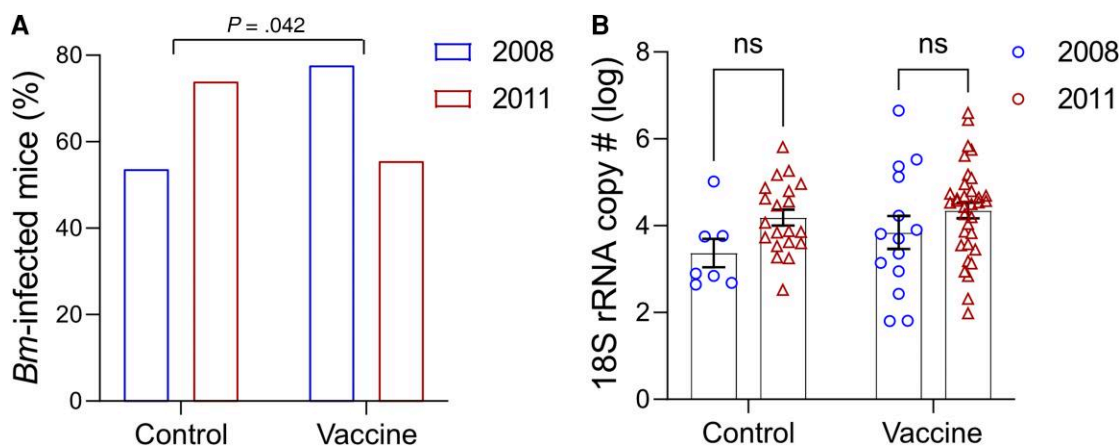 A
P = .042
2008
2011
Bm-infected mice (%)
80
60
40
20
0
Control Vaccine
B
ns ns
2008
2011
18S rRNA copy # (log)
8
6
4
2
0
Control Vaccine